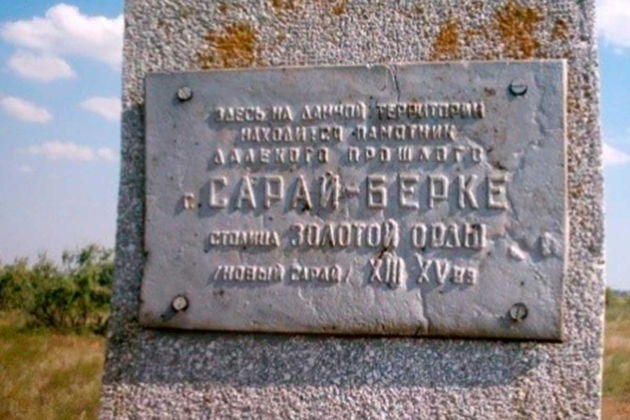 ЗДЕСЬ НА ДАННОЙ ТЕРРИТОРИИ
НАХОДИТСЯ ПАМЯТНИК
ДАЛЕКОГО ПРОШЛОГО
г. САРАЙ-БЕРКЕ
СТОЛИЦА ЗОЛОТОЙ ОРДЫ
/НОВЫЙ САРАЙ/ XIII XV вв